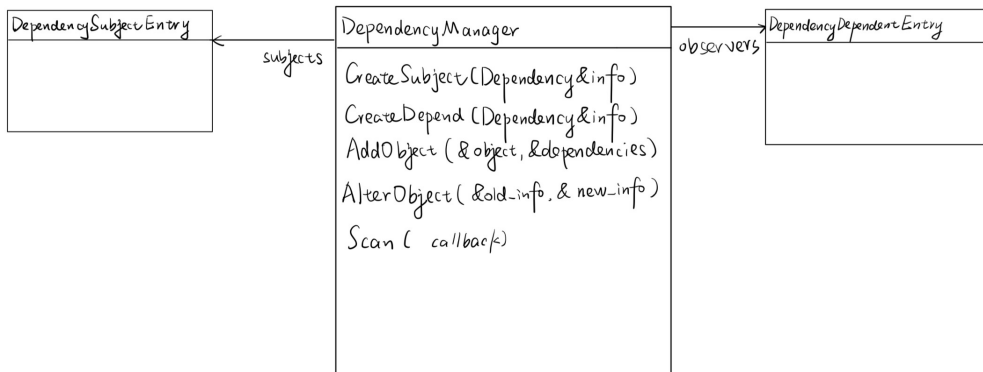 DependencySubjectEntry
subjects
DependencyManager
CreateSubject(Dependency&info)
CreateDepend(Dependency&info)
AddObject(&object,&dependencies)
AlterObject(&old_info,&new_info)
Scan( callback)
observers
DependencyDependentEntry